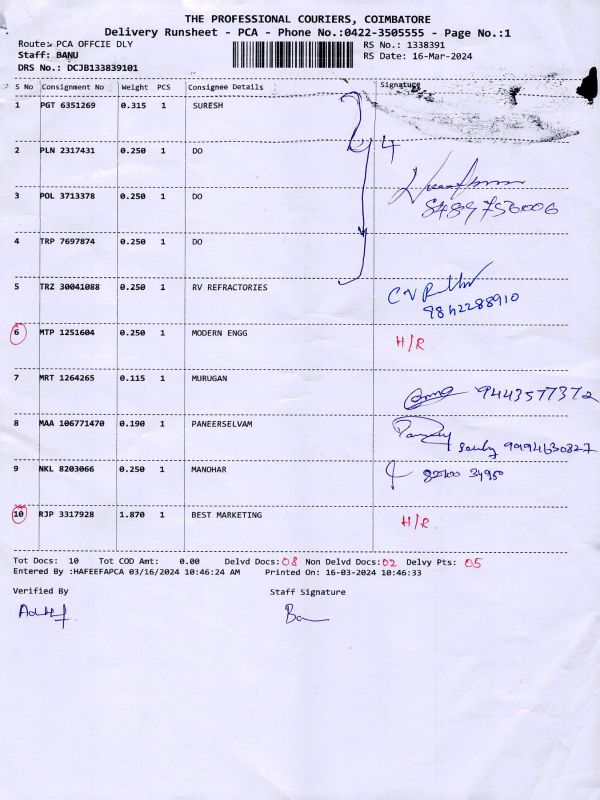 THE PROFESSIONAL COURIERS, COIMBATORE
Delivery Runsheet - PCA - Phone No.:0422-3505555 - Page No.:1
Route: PCA OFFCIE DLY RS No.: 1338391
Staff: BANU RS Date: 16-Mar-2024
DRS No.: DCJB133839101
S No Consignment No Weight PCS Consignee Details Signature
1 PGT 6351269 0.315 1 SURESH
4
2 PLN 2317431 0.250 1 DO
3 POL 3713378 0.250 1 DO
8489756006
4 TRP 7697874 0.250 1 DO
5 TRZ 30041088 0.250 1 RV REFRACTORIES
9842288910
6 MTP 1251604 0.250 1 MODERN ENGG H/R
7 MRT 1264265 0.115 1 MURUGAN 9443577372
8 MAA 106771470 0.190 1 PANEERSELVAM
9994630827
9 NKL 8203066 0.250 1 MANOHAR
10 RJP 3317928 1.870 1 BEST MARKETING H/R
Tot Docs: 10 Tot COD Amt: 0.00 Delvd Docs: 08 Non Delvd Docs: 02 Delvy Pts: 05
Entered By :HAFEEFAPCA 03/16/2024 10:46:24 AM Printed On: 16-03-2024 10:46:33
Verified By Staff Signature